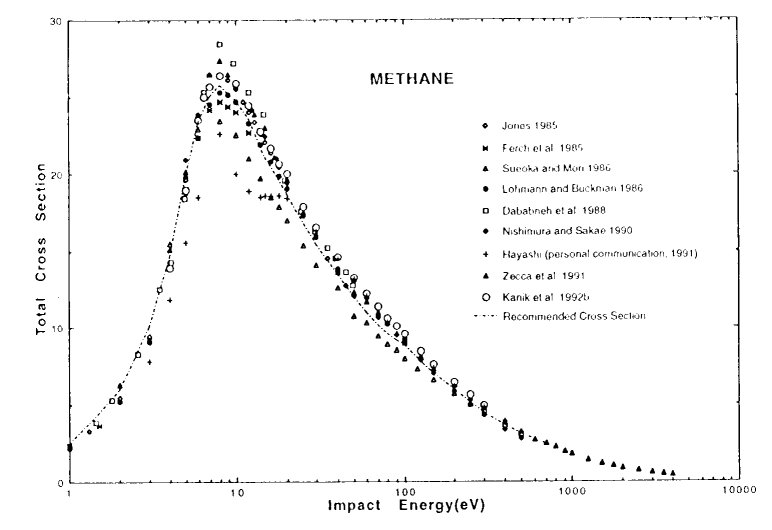 30
METHANE
Jones 1985
Ferch et al. 1985
Sueoka and Mori 1986
Lohmann and Buckman 1986
Dababneh et al. 1988
Nishimura and Sakae 1990
Hayashi (personal communication, 1991)
Zecca et al. 1991
Kanik et al. 1992b
Recommended Cross Section
Total Cross Section
20
10
0
1
10
100
1000
10000
Impact Energy(eV)